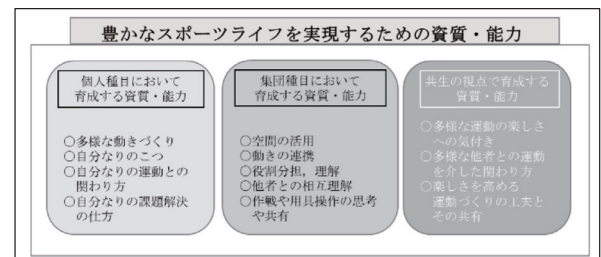 豊かなスポーツライフを実現するための資質・能力
個人種目において
育成する資質・能力
○多様な動きづくり
○自分なりのこつ
○自分なりの運動との
関わり方
○自分なりの課題解決
の仕方
集団種目において
育成する資質・能力
○空間の活用
○動きの連携
○役割分担，理解
○他者との相互理解
○作戦や用具操作の思考
や共有
共生の視点で育成する
資質・能力
○多様な運動の楽しさ
への気付き
○多様な他者との運動
を介した関わり方
○楽しさを高める
運動づくりの工夫と
その共有